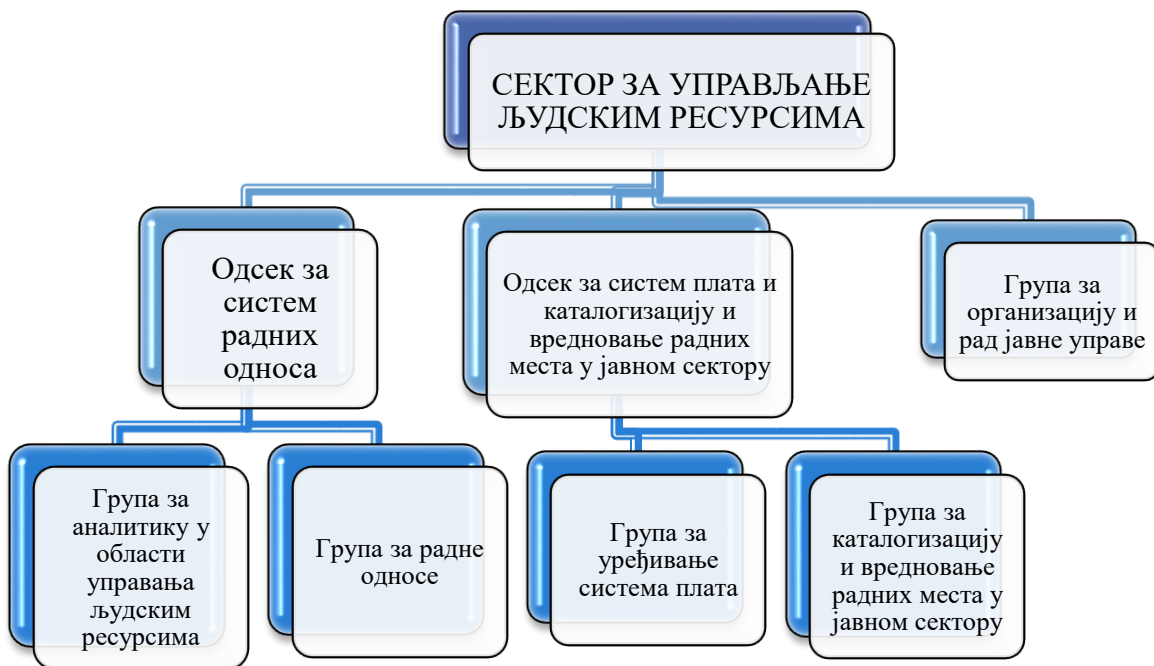 СЕКТОР ЗА УПРАВЉАЊЕ
ЉУДСКИМ РЕСУРСИМА
Одсек за
систем
радних
односа
Одсек за систем плата и
каталогизацију и
вредновање радних
места у јавном сектору
Група за
организацију и
рад јавне управе
Група за
аналитику у
области
управања
људским
ресурсима
Група за радне
односе
Група за
уређивање
система плата
Група за
каталогизацију
и вредновање
радних места у
јавном сектору